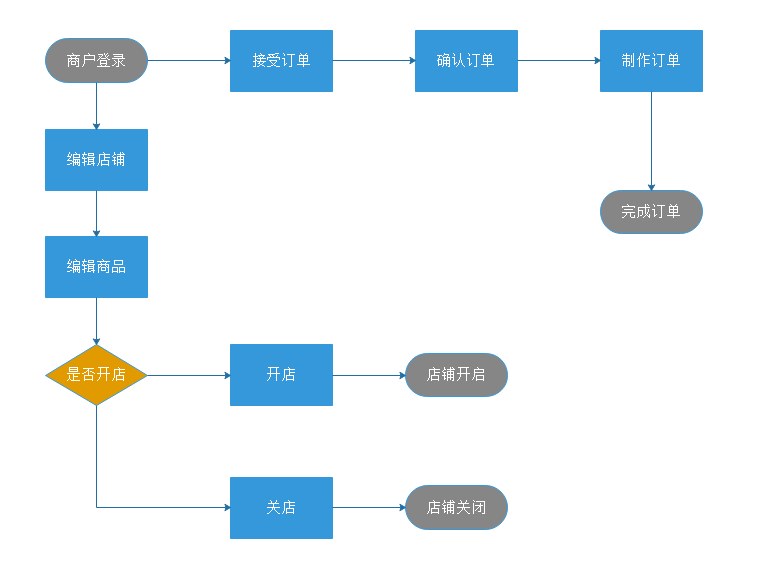 商户登录
接受订单
确认订单
制作订单
编辑店铺
完成订单
编辑商品
是否开店
开店
店铺开启
关店
店铺关闭